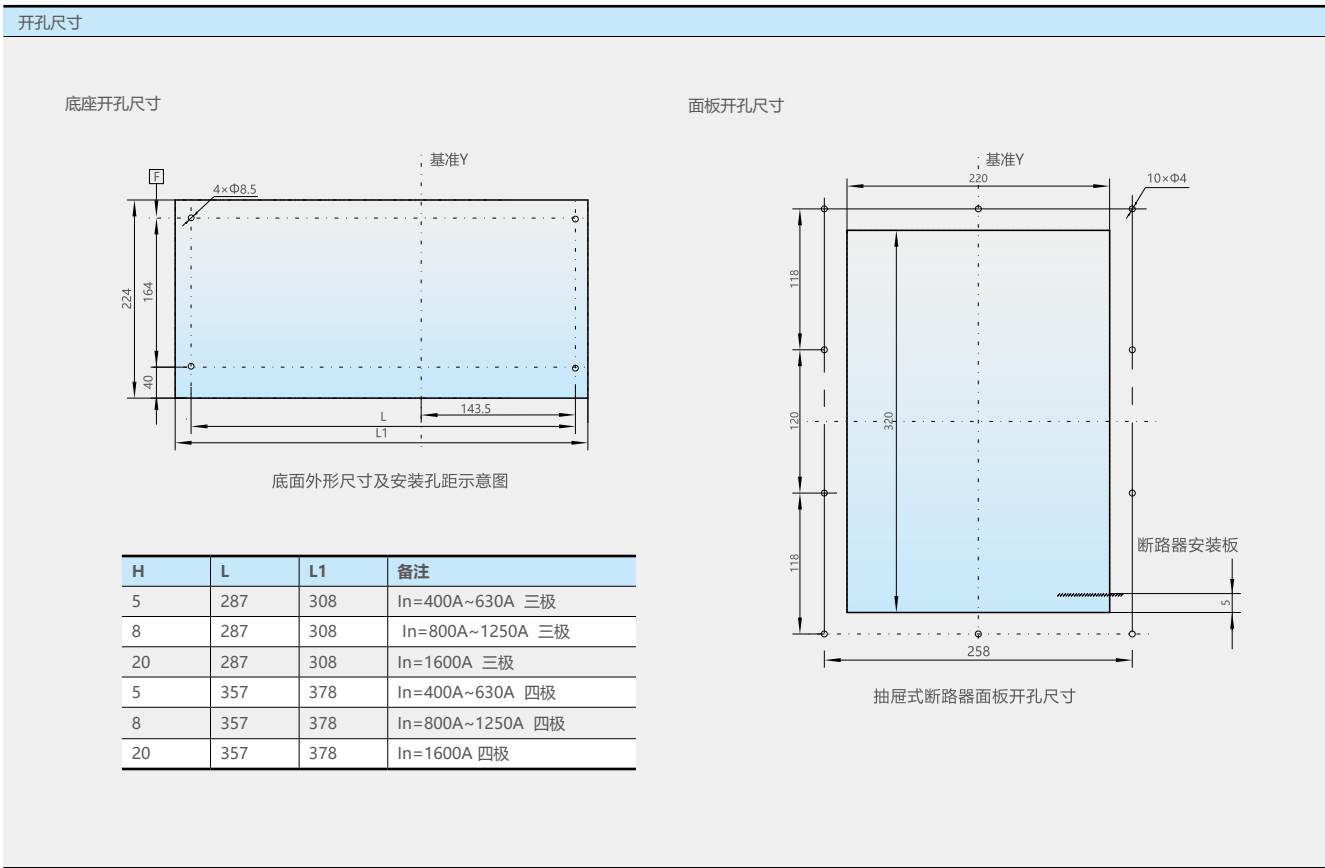 开孔尺寸
底座开孔尺寸
基准Y
F
4×Φ8.5
224
164
40
143.5
L
L1
底面外形尺寸及安装孔距示意图
H L L1 备注
5 287 308 In=400A~630A 三极
8 287 308 In=800A~1250A 三极
20 287 308 In=1600A 三极
5 357 378 In=400A~630A 四极
8 357 378 In=800A~1250A 四极
20 357 378 In=1600A 四极
面板开孔尺寸
基准Y
220
10×Φ4
118
120
320
118
断路器安装板
5
258
抽屉式断路器面板开孔尺寸